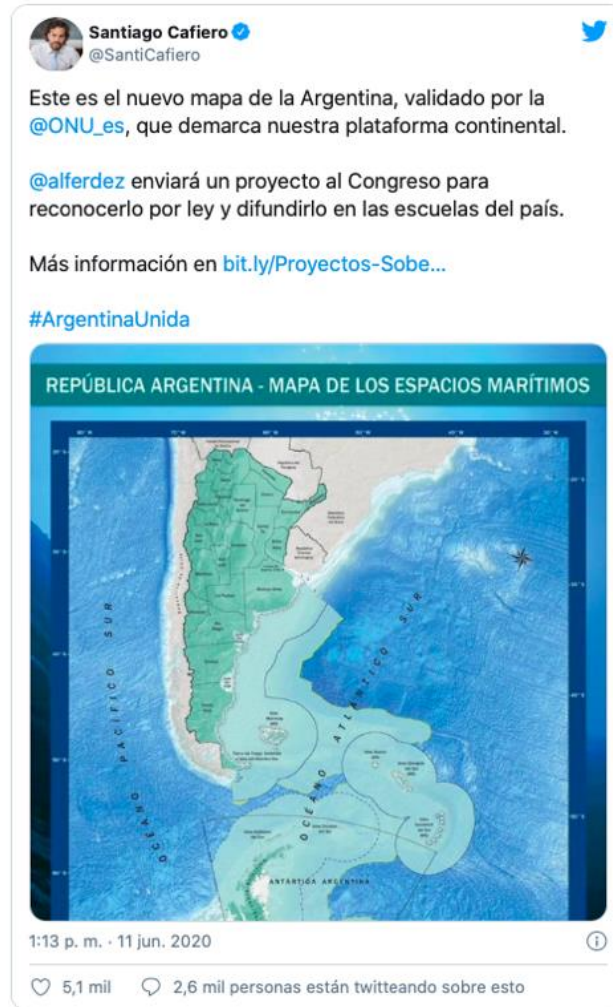 Santiago Cafiero
@SantiCafiero
Este es el nuevo mapa de la Argentina, validado por la
@ONU_es, que demarca nuestra plataforma continental.
@alferdez enviará un proyecto al Congreso para
reconocerlo por ley y difundirlo en las escuelas del país.
Más información en bit.ly/Proyectos-Sobe...
#ArgentinaUnida
REPÚBLICA ARGENTINA - MAPA DE LOS ESPACIOS MARÍTIMOS
OCÉANO PACÍFICO SUR
OCÉANO ATLÁNTICO SUR
ANTÁRTIDA ARGENTINA
1:13 p. m. · 11 jun. 2020
5,1 mil
2,6 mil personas están twitteando sobre esto